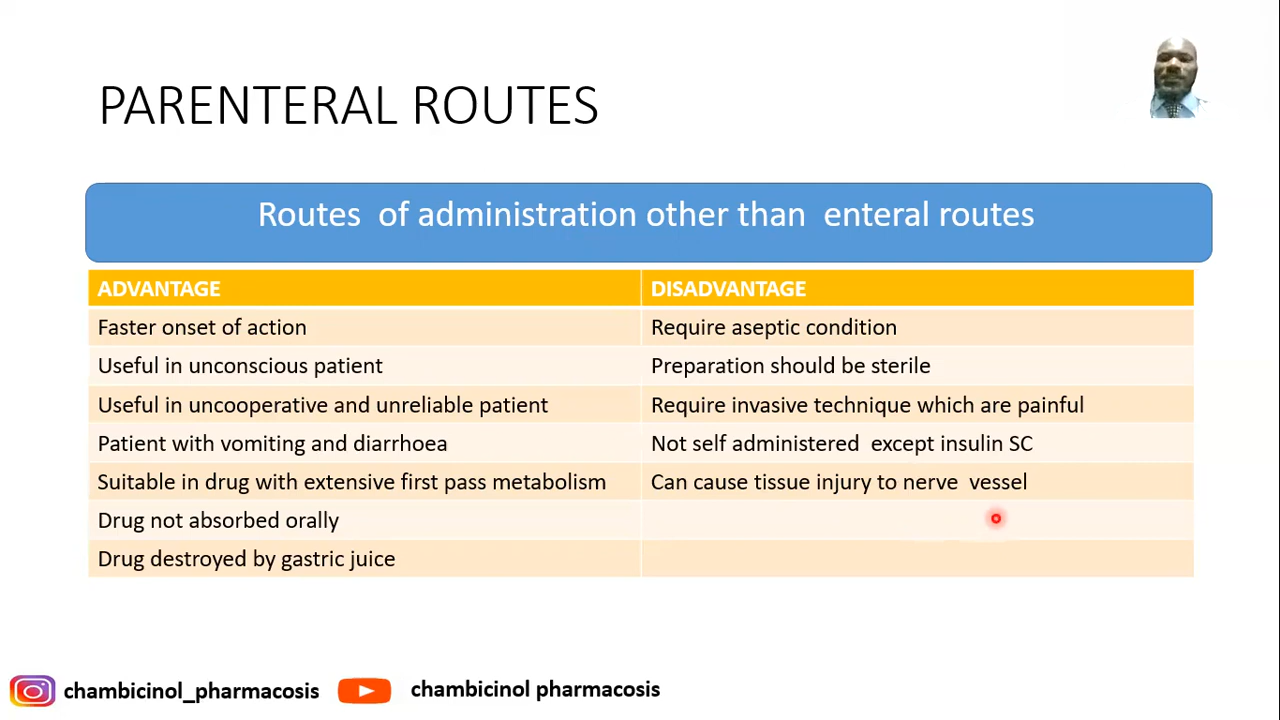 PARENTERAL ROUTES
Routes of administration other than enteral routes
ADVANTAGE
DISADVANTAGE
Faster onset of action
Require aseptic condition
Useful in unconscious patient
Preparation should be sterile
Useful in uncooperative and unreliable patient
Require invasive technique which are painful
Patient with vomiting and diarrhoea
Not self administered except insulin SC
Suitable in drug with extensive first pass metabolism
Can cause tissue injury to nerve vessel
Drug not absorbed orally
Drug destroyed by gastric juice
chambicinol_pharmacosis
chambicinol pharmacosis